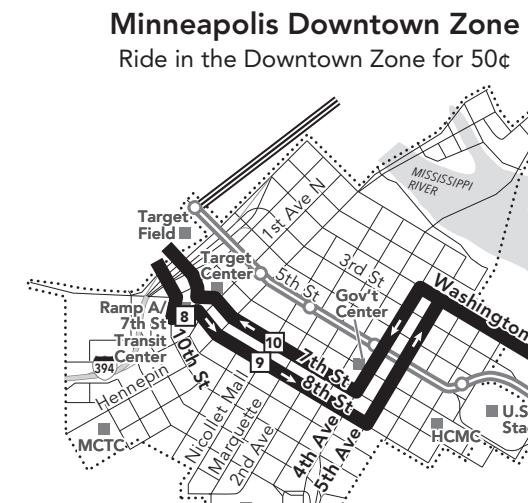 Minneapolis Downtown Zone
Ride in the Downtown Zone for 50¢
MISSISSIPPI
RIVER
1st Ave N
Target
Field
Target
Center
3rd St
5th St
Gov't
Center
Washington
Ramp A/
7th St
Transit
Center
8
10
9
10th St
7th St
8th St
394
Hennepin
Nicollet Mall
Marquette
2nd Ave
4th Ave
5th Ave
MCTC
HCMC
U.S
Sta